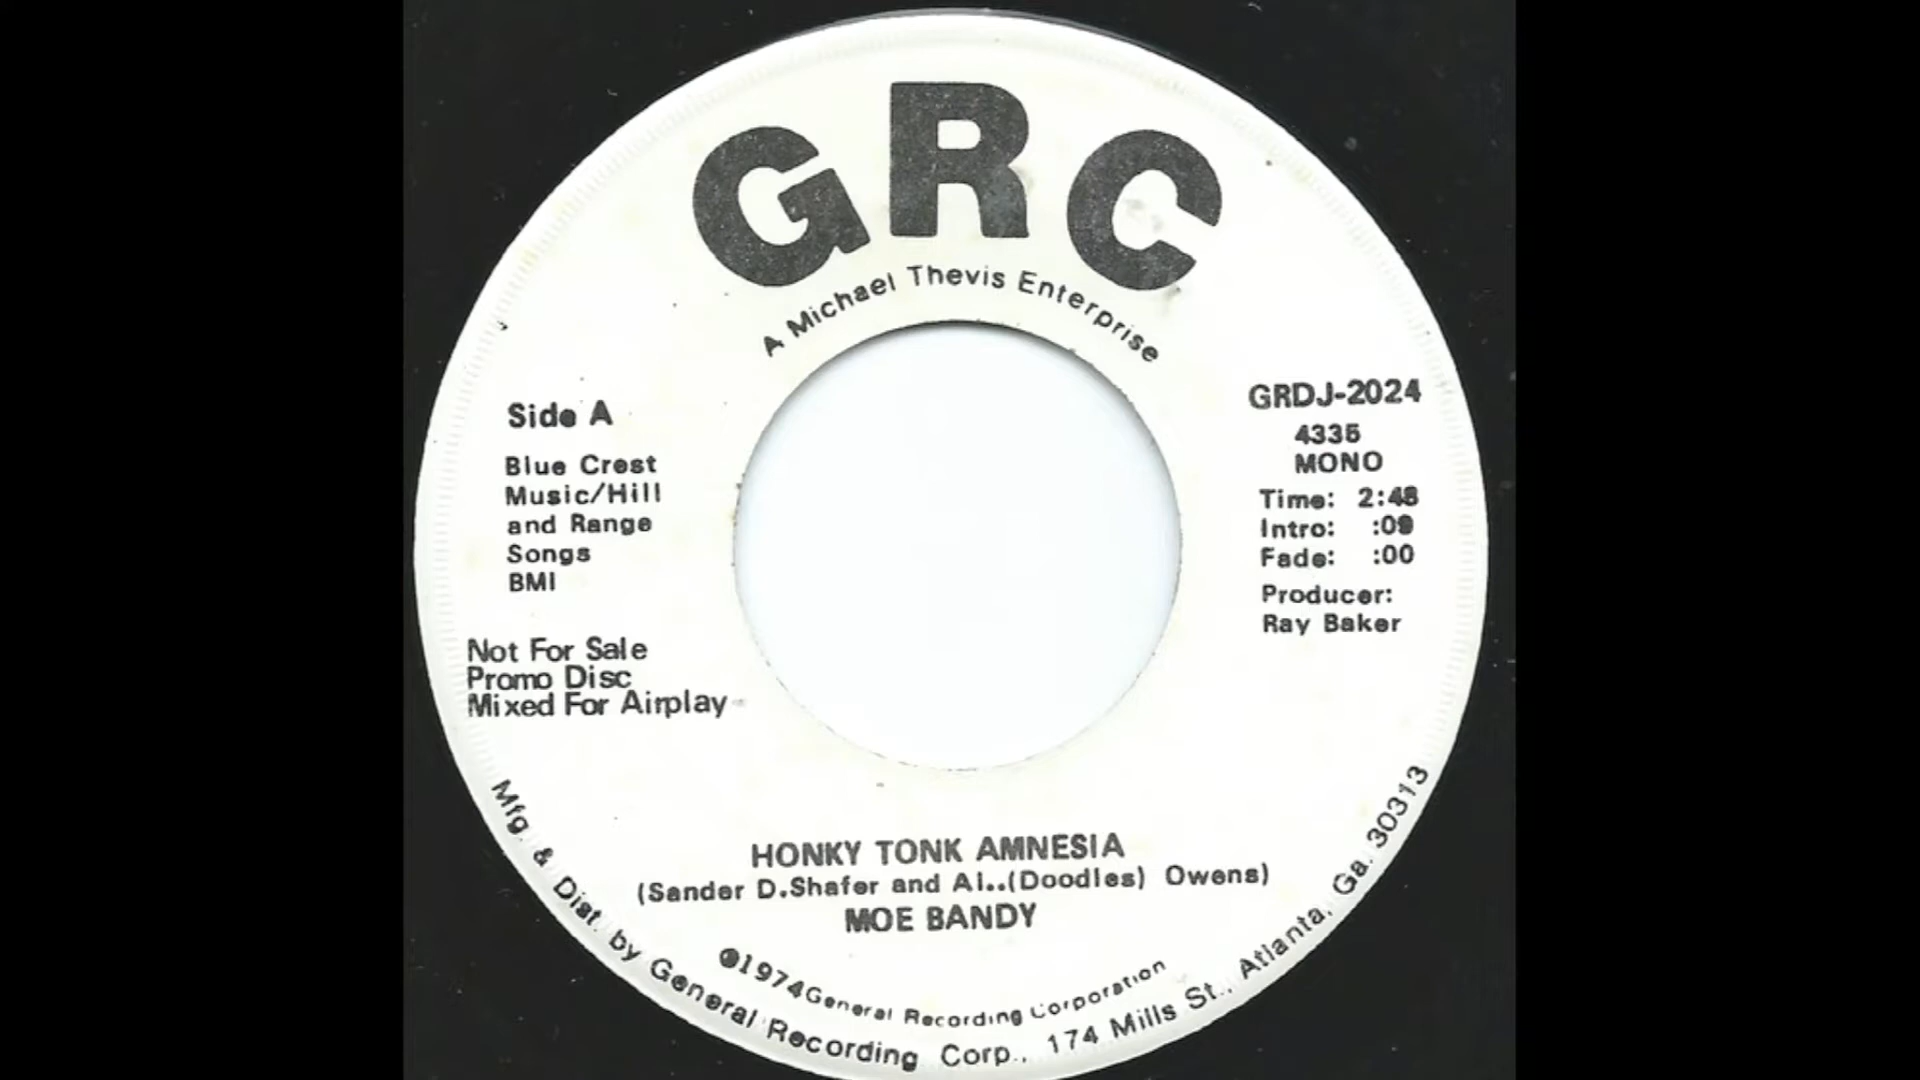 GRC
A Michael Thevis Enterprise
Side A
Blue Crest
Music/Hill
and Range
Songs
BMI
Not For Sale
Promo Disc
Mixed For Airplay
GRDJ-2024
4335
MONO
Time: 2:48
Intro: :09
Fade: :00
Producer:
Ray Baker
HONKY TONK AMNESIA
(Sander D.Shafer and Al..(Doodles) Owens)
MOE BANDY
℗1974 General Recording Corporation
Mfg. & Dist. by General Recording Corp., 174 Mills St., Atlanta, Ga. 30313